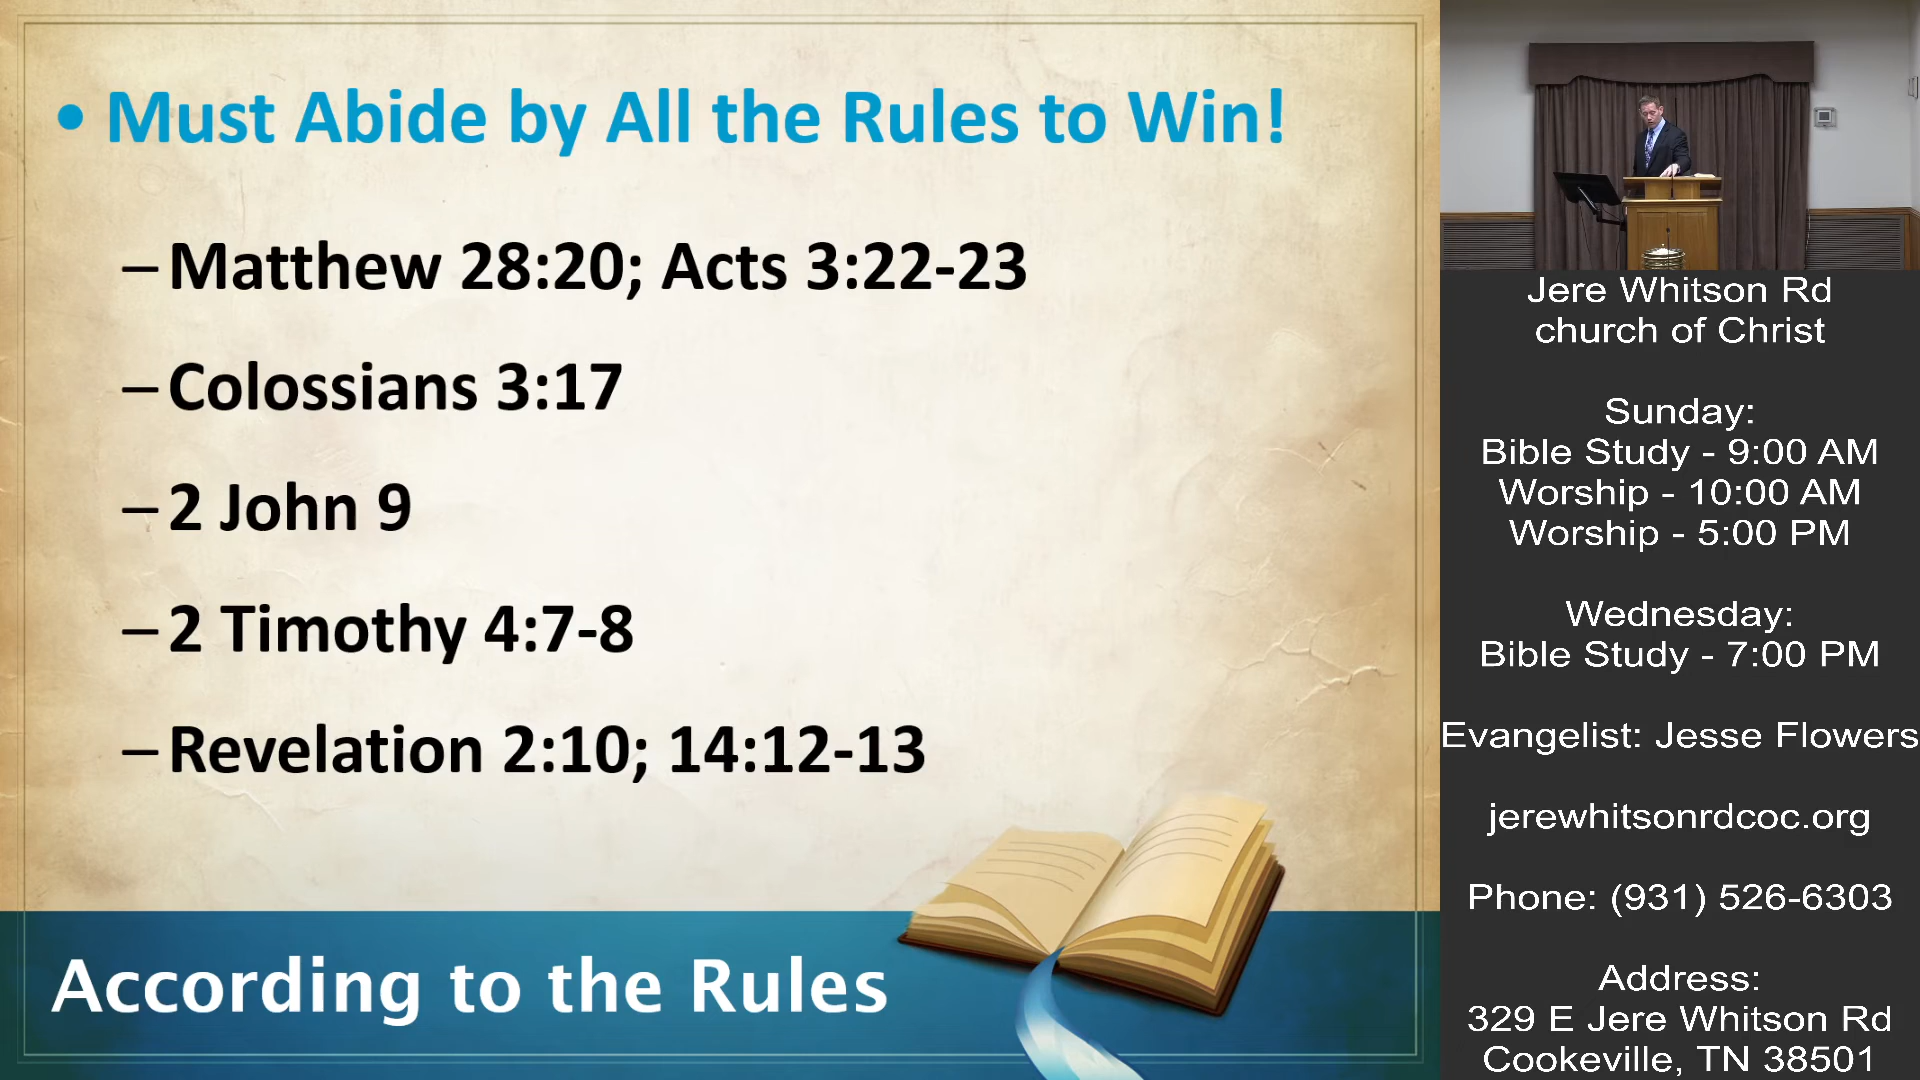 • Must Abide by All the Rules to Win!
– Matthew 28:20; Acts 3:22-23
– Colossians 3:17
– 2 John 9
– 2 Timothy 4:7-8
– Revelation 2:10; 14:12-13
According to the Rules
Jere Whitson Rd
church of Christ
Sunday:
Bible Study - 9:00 AM
Worship - 10:00 AM
Worship - 5:00 PM
Wednesday:
Bible Study - 7:00 PM
Evangelist: Jesse Flowers
jerewhitsonrdcoc.org
Phone: (931) 526-6303
Address:
329 E Jere Whitson Rd
Cookeville, TN 38501